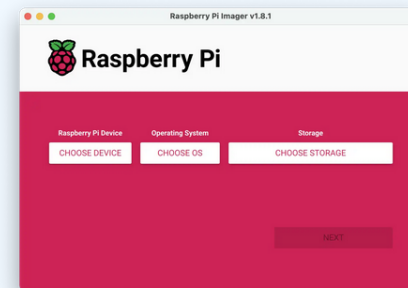 Raspberry Pi Imager v1.8.1
Raspberry Pi
Raspberry Pi Device Operating System Storage
CHOOSE DEVICE CHOOSE OS CHOOSE STORAGE
NEXT